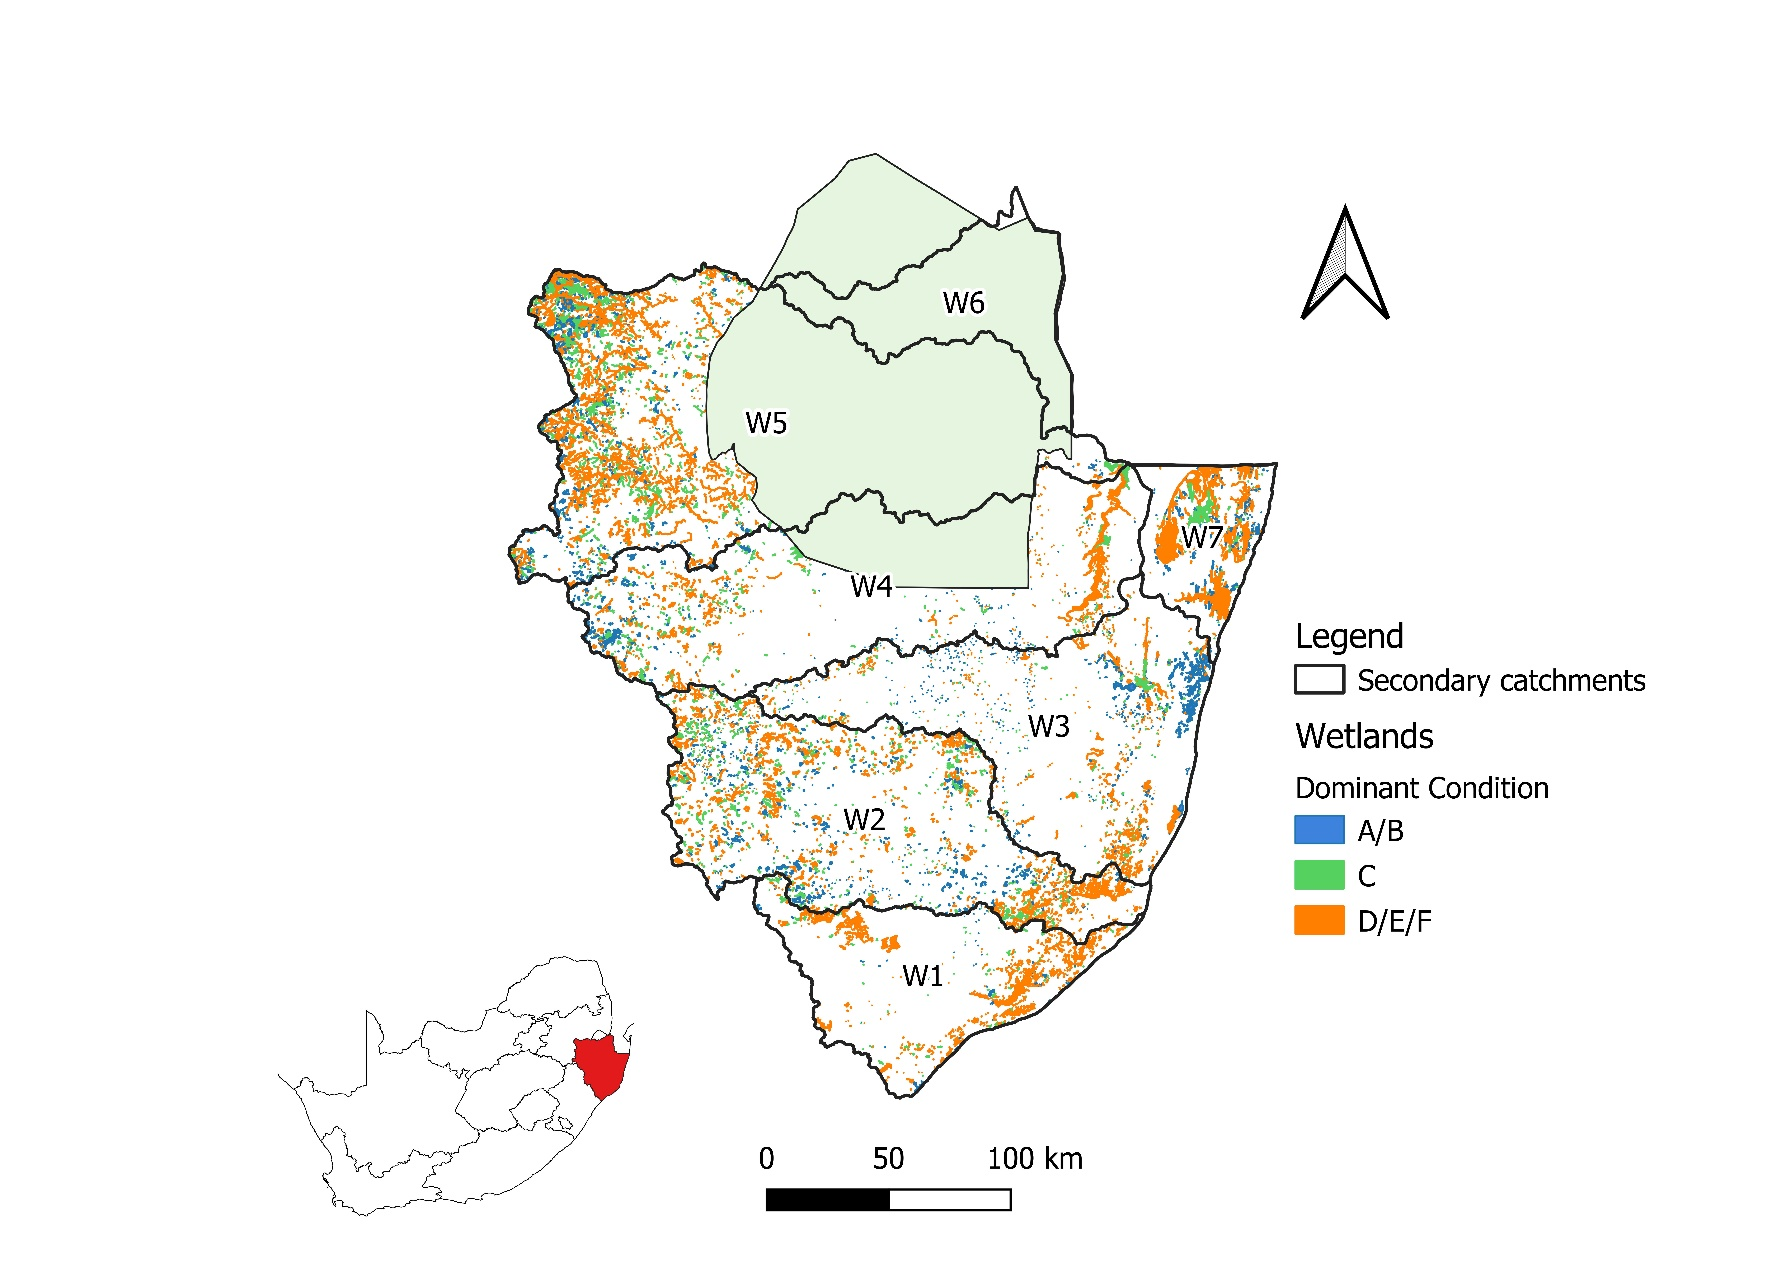 W6
W5
W7
W4
Legend
Secondary catchments
W3
Wetlands
Dominant Condition
W2
A/B
C
D/E/F
W1
0 50 100 km